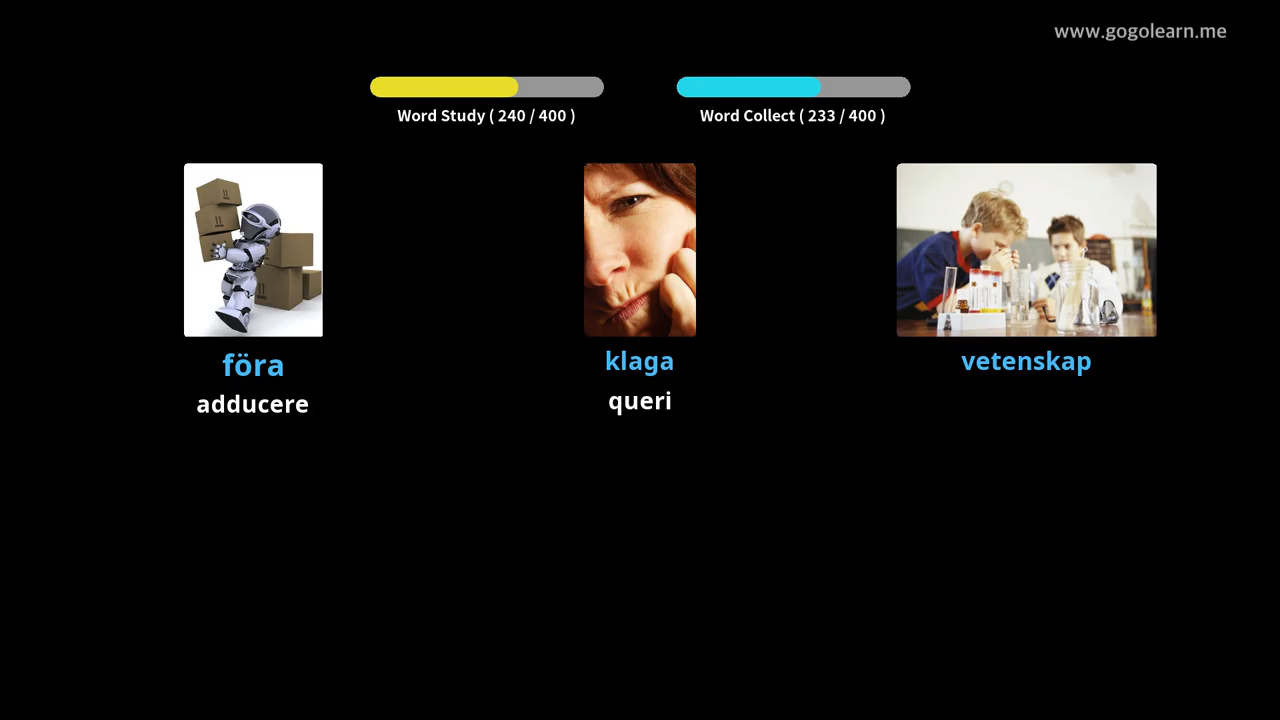 www.gogolearn.me
Word Study ( 240 / 400 )
Word Collect ( 233 / 400 )
föra
adducere
klaga
queri
vetenskap